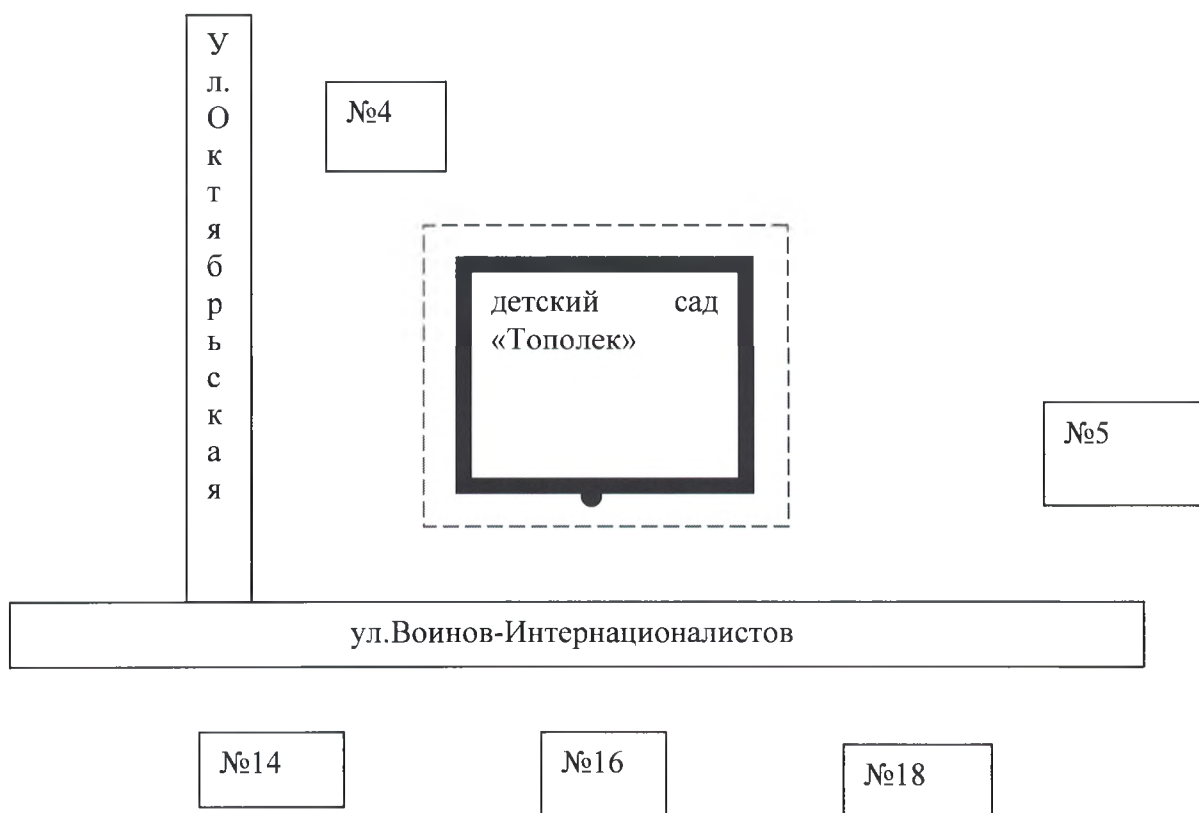 Ул. Октябрьская
№4
детский сад
«Тополек»
№5
ул.Воинов-Интернационалистов
№14
№16
№18